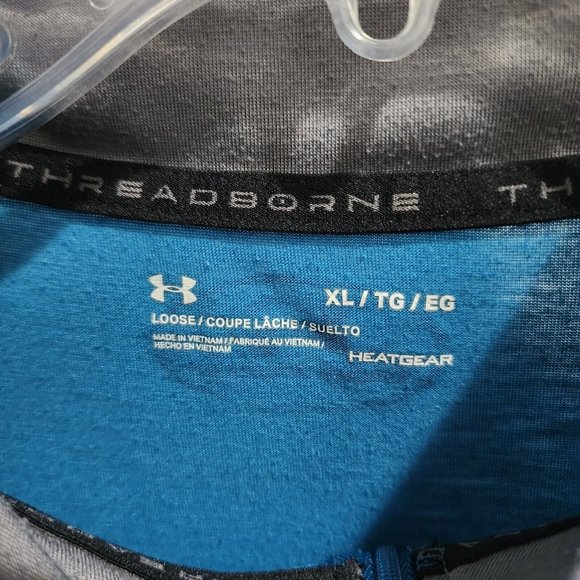 THREADBORNE TH
XL / TG / EG
LOOSE / COUPE LÂCHE / SUELTO
MADE IN VIETNAM / FABRIQUÉ AU VIETNAM /
HECHO EN VIETNAM
HEATGEAR